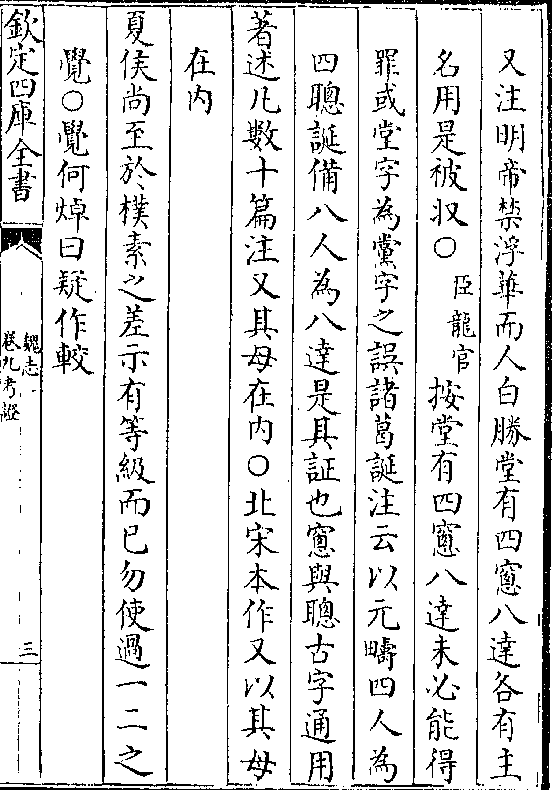 又注明帝禁浮華而人白勝堂有四窻八達各有主
名用是被収○臣龍官按堂有四窻八達未必能得
罪或堂字為黨字之誤諸葛誕注云以元疇四人為
四聰誕備八人為八達是其証也窻與聰古字通用
著述凡數十篇注又其母在内○北宋本作又以其母
在内
夏侯尚至於樸素之差示有等級而已勿使過一二之
覺○覺何焯曰疑作較
欽定四庫全書
魏志
卷九考證
三